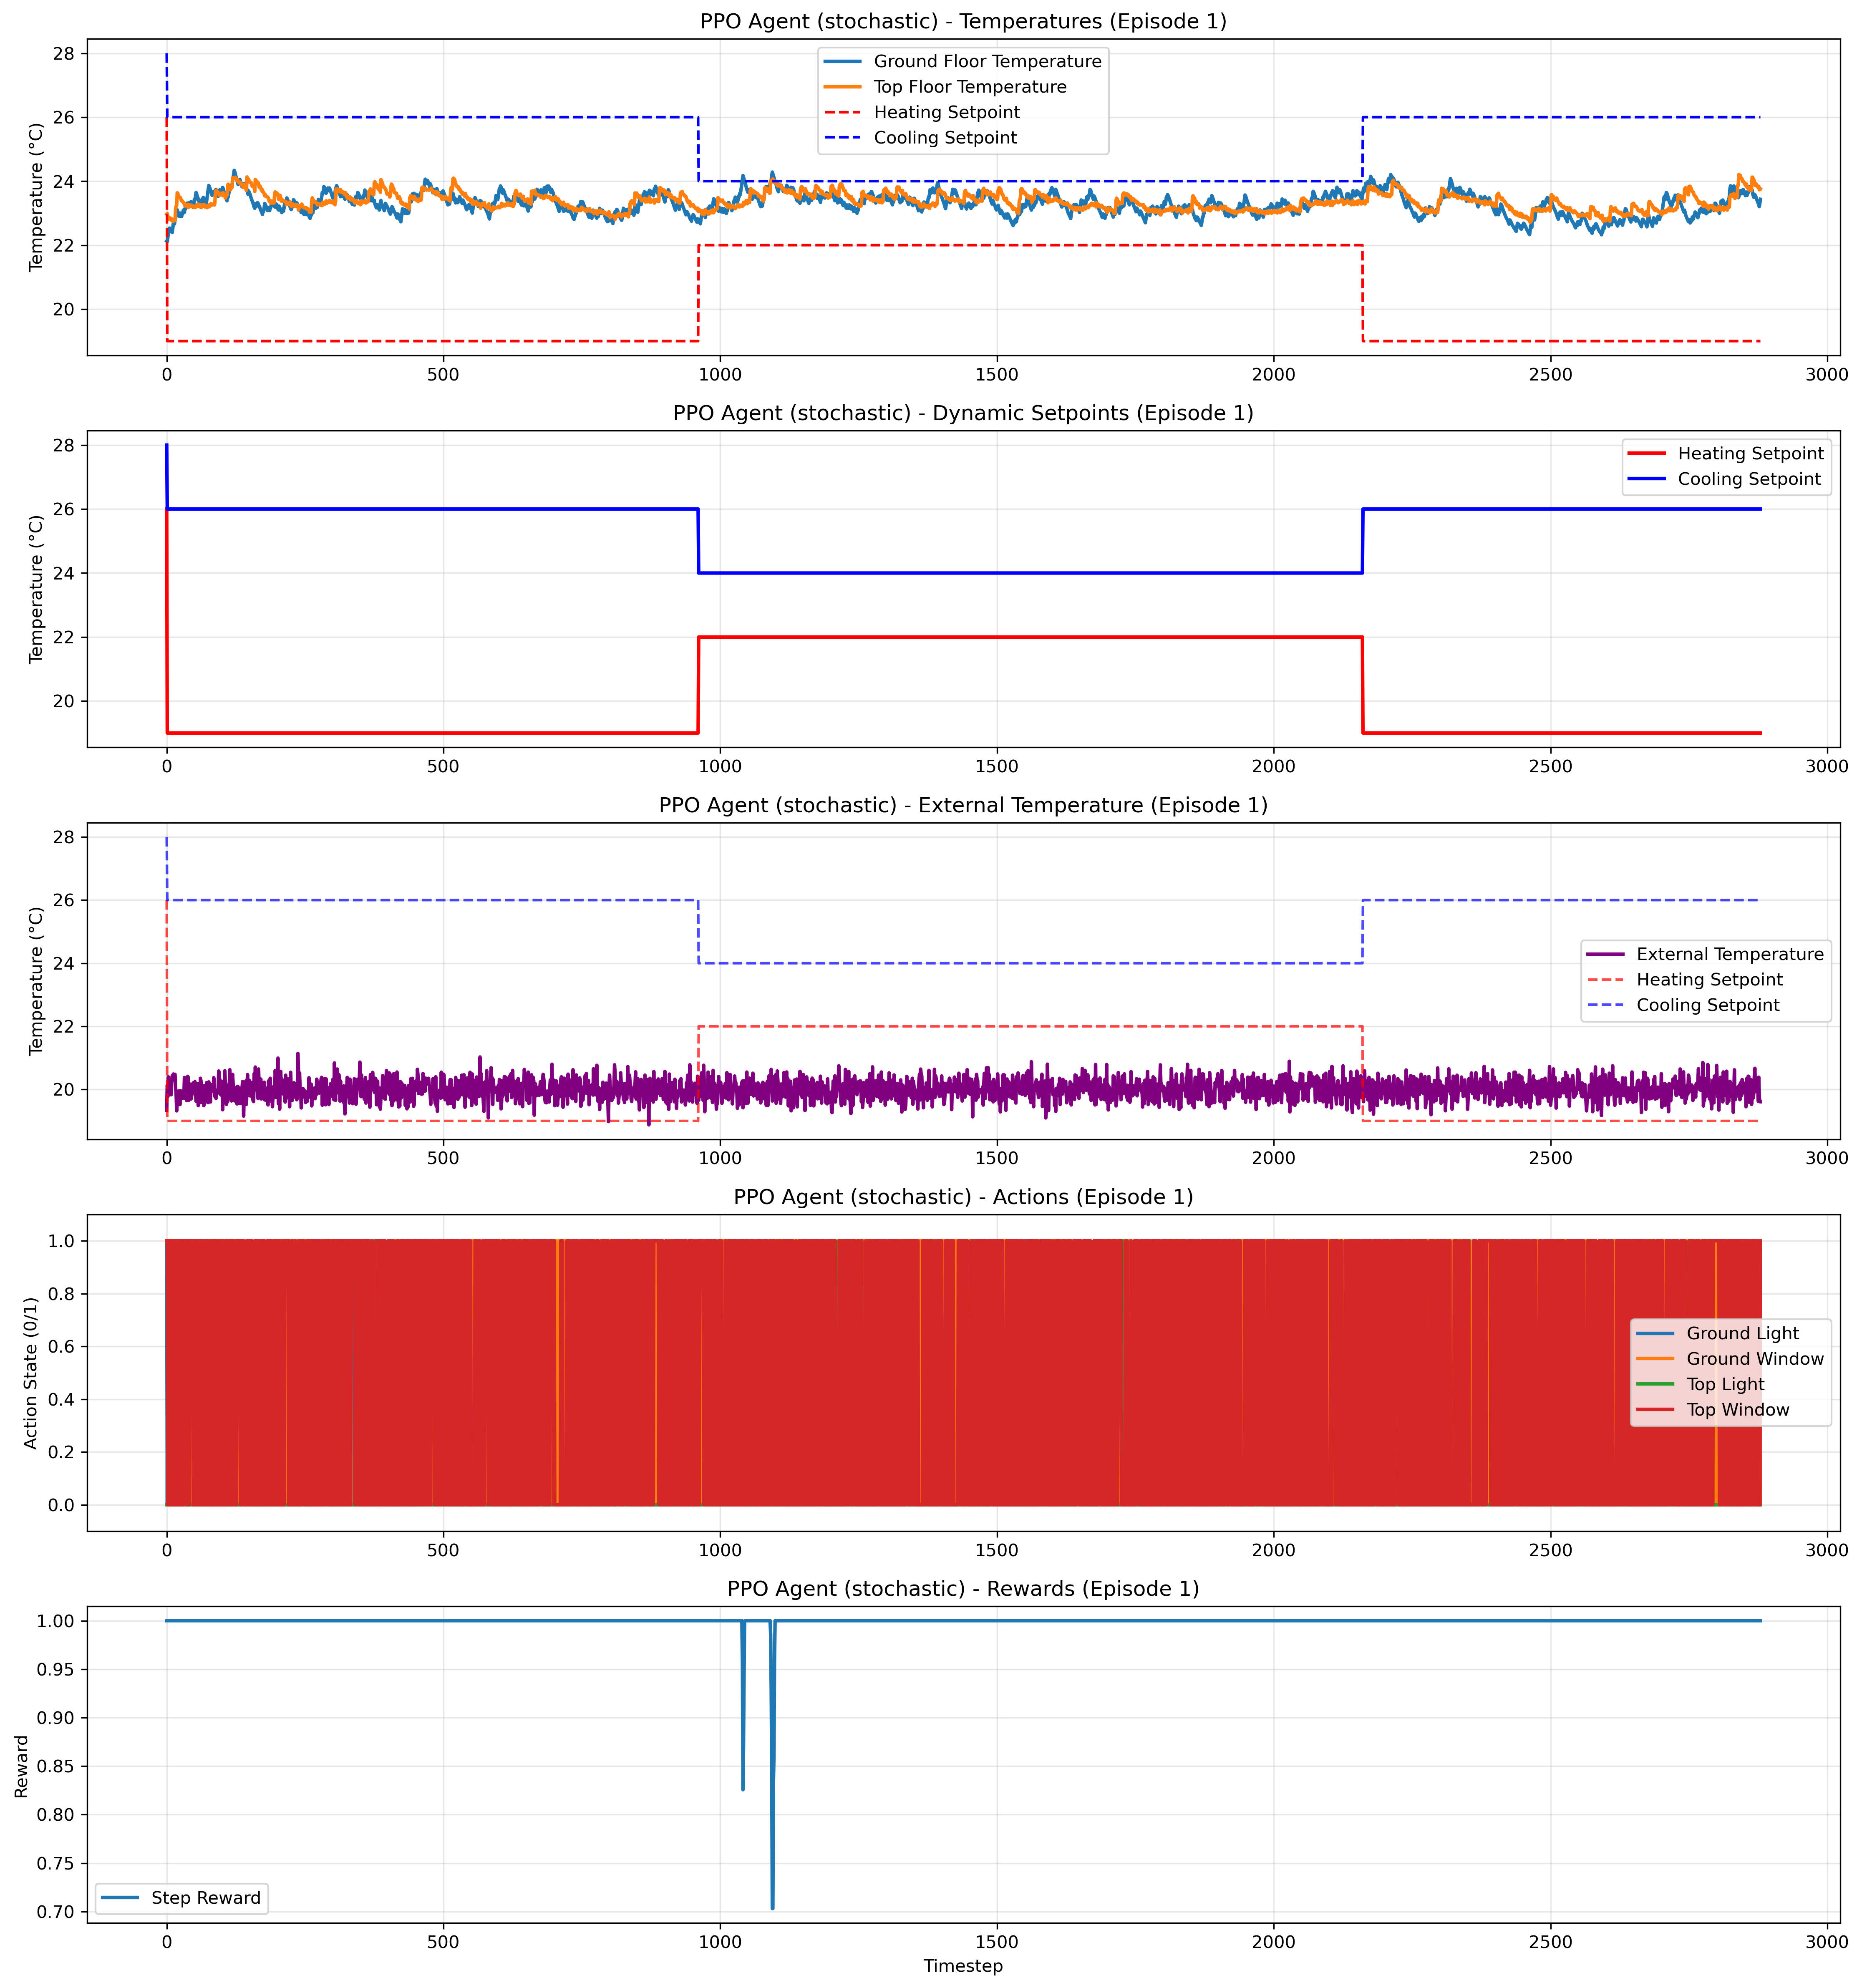 PPO Agent (stochastic) - Temperatures (Episode 1)
Temperature (°C)
28
26
24
22
20
Ground Floor Temperature
Top Floor Temperature
Heating Setpoint
Cooling Setpoint
0 500 1000 1500 2000 2500 3000
PPO Agent (stochastic) - Dynamic Setpoints (Episode 1)
Temperature (°C)
28
26
24
22
20
Heating Setpoint
Cooling Setpoint
0 500 1000 1500 2000 2500 3000
PPO Agent (stochastic) - External Temperature (Episode 1)
Temperature (°C)
28
26
24
22
20
External Temperature
Heating Setpoint
Cooling Setpoint
0 500 1000 1500 2000 2500 3000
PPO Agent (stochastic) - Actions (Episode 1)
Action State (0/1)
1.0
0.8
0.6
0.4
0.2
0.0
Ground Light
Ground Window
Top Light
Top Window
0 500 1000 1500 2000 2500 3000
PPO Agent (stochastic) - Rewards (Episode 1)
Reward
1.00
0.95
0.90
0.85
0.80
0.75
0.70
Step Reward
0 500 1000 1500 2000 2500 3000
Timestep